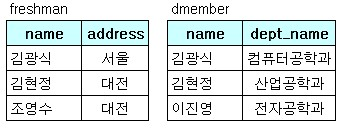 freshman
name address
김광식 서울
김현정 대전
조영수 대전
dmember
name dept_name
김광식 컴퓨터공학과
김현정 산업공학과
이진영 전자공학과